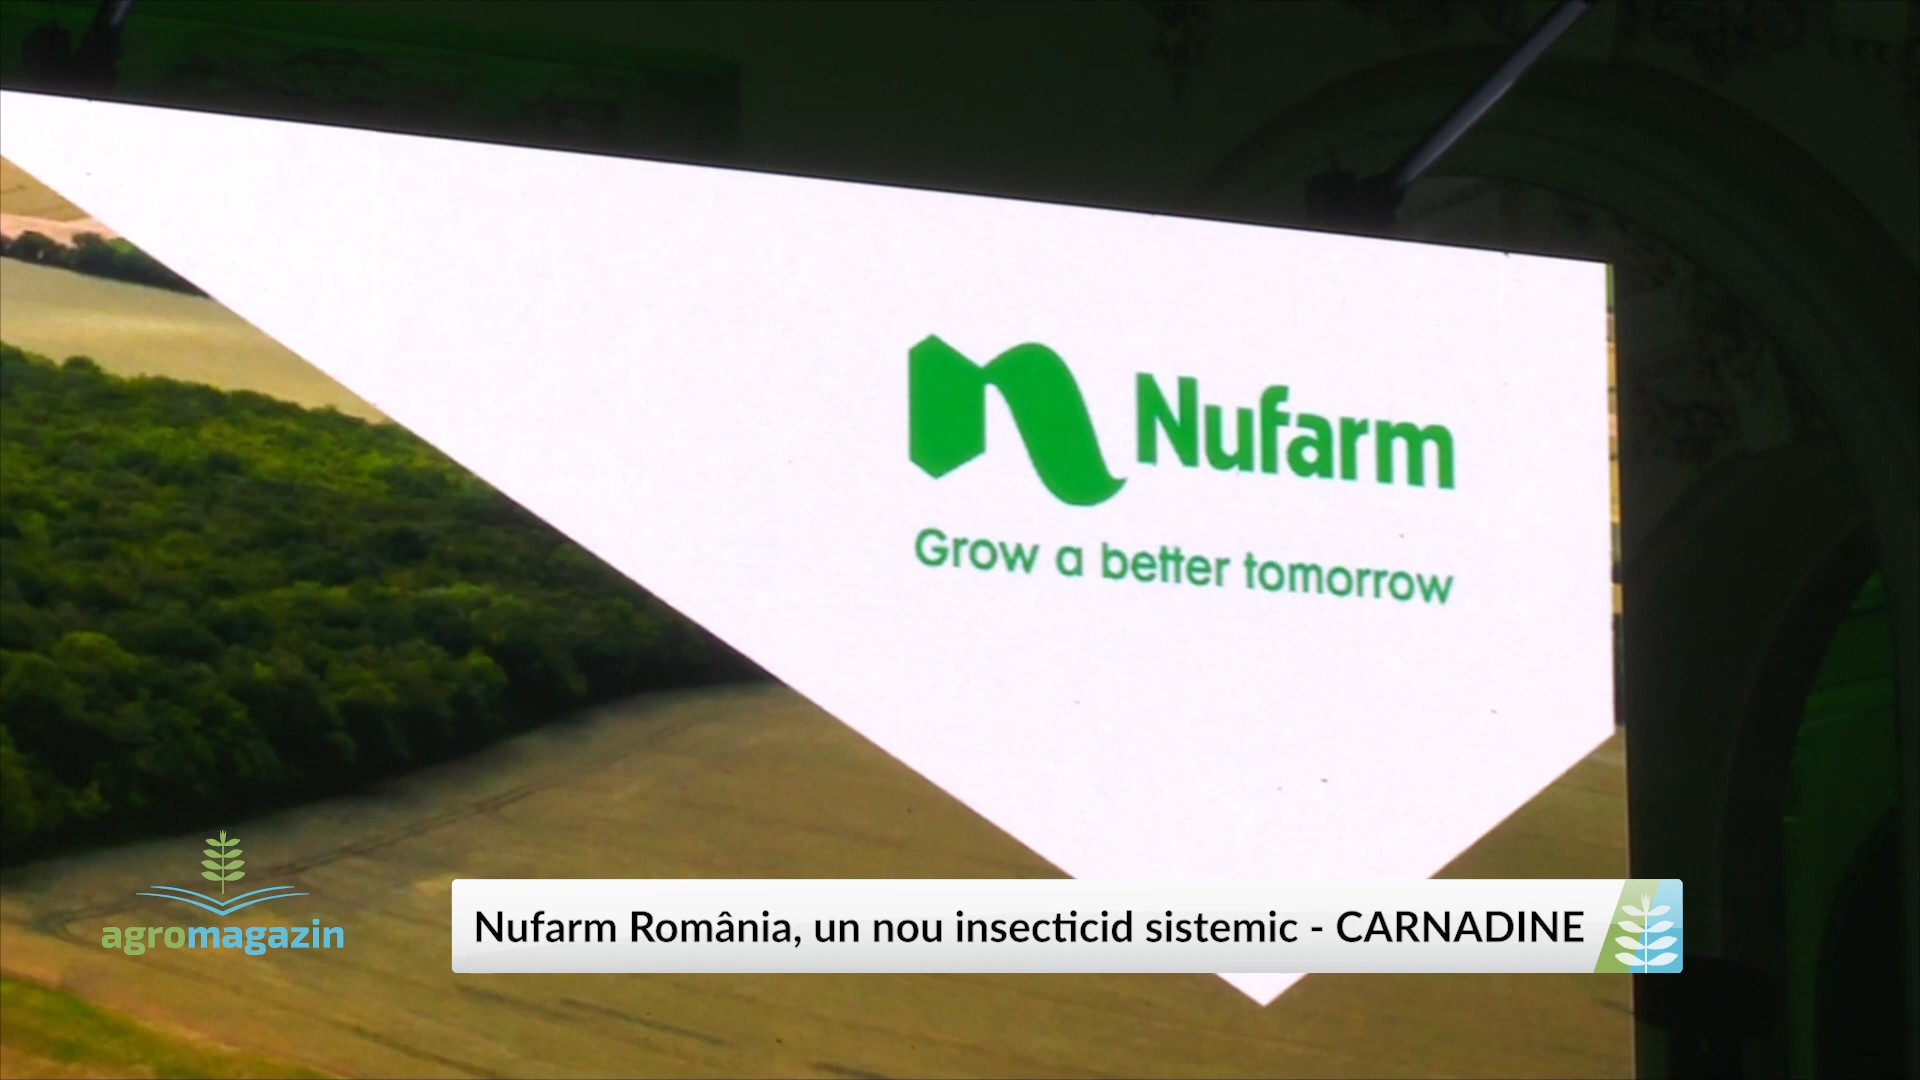 Nufarm
Grow a better tomorrow
agromagazin
Nufarm România, un nou insecticid sistemic - CARNADINE